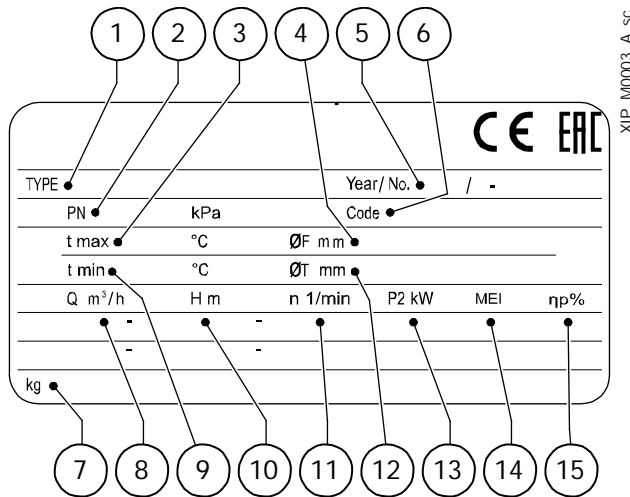 1 2 3 4 5 6
XIP_M0003_A_sc
CE EAC
TYPE Year/No. / -
PN kPa Code
t max °C ØF mm
t min °C ØT mm
Q m³/h H m n 1/min P2 kW MEI ηp%
- -
- -
kg
7 8 9 10 11 12 13 14 15